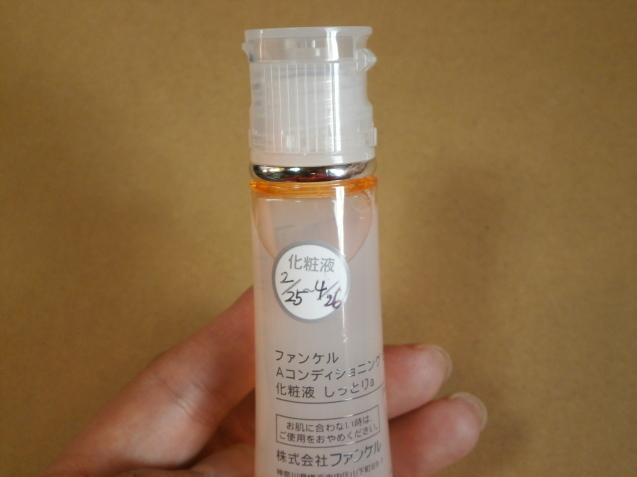 化粧液
2/25~4/26
ファンケル
Aコンディショニング
化粧液 しっとりa
お肌に合わない時は、
ご使用をおやめください。
株式会社ファンケル